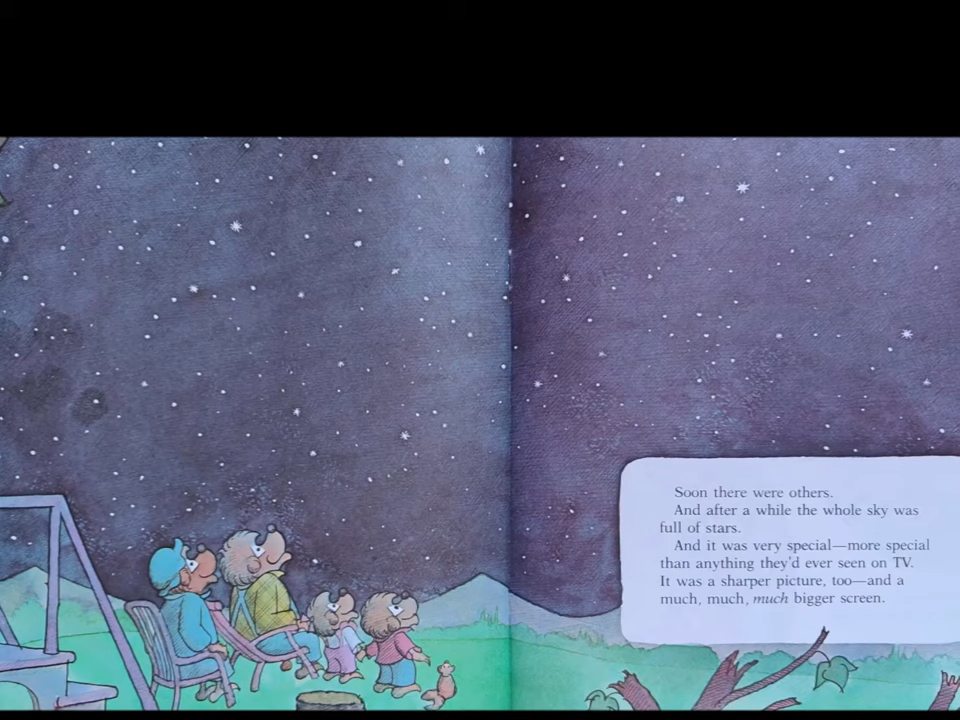 Soon there were others.
And after a while the whole sky was
full of stars.
And it was very special—more special
than anything they'd ever seen on TV.
It was a sharper picture, too—and a
much, much, much bigger screen.